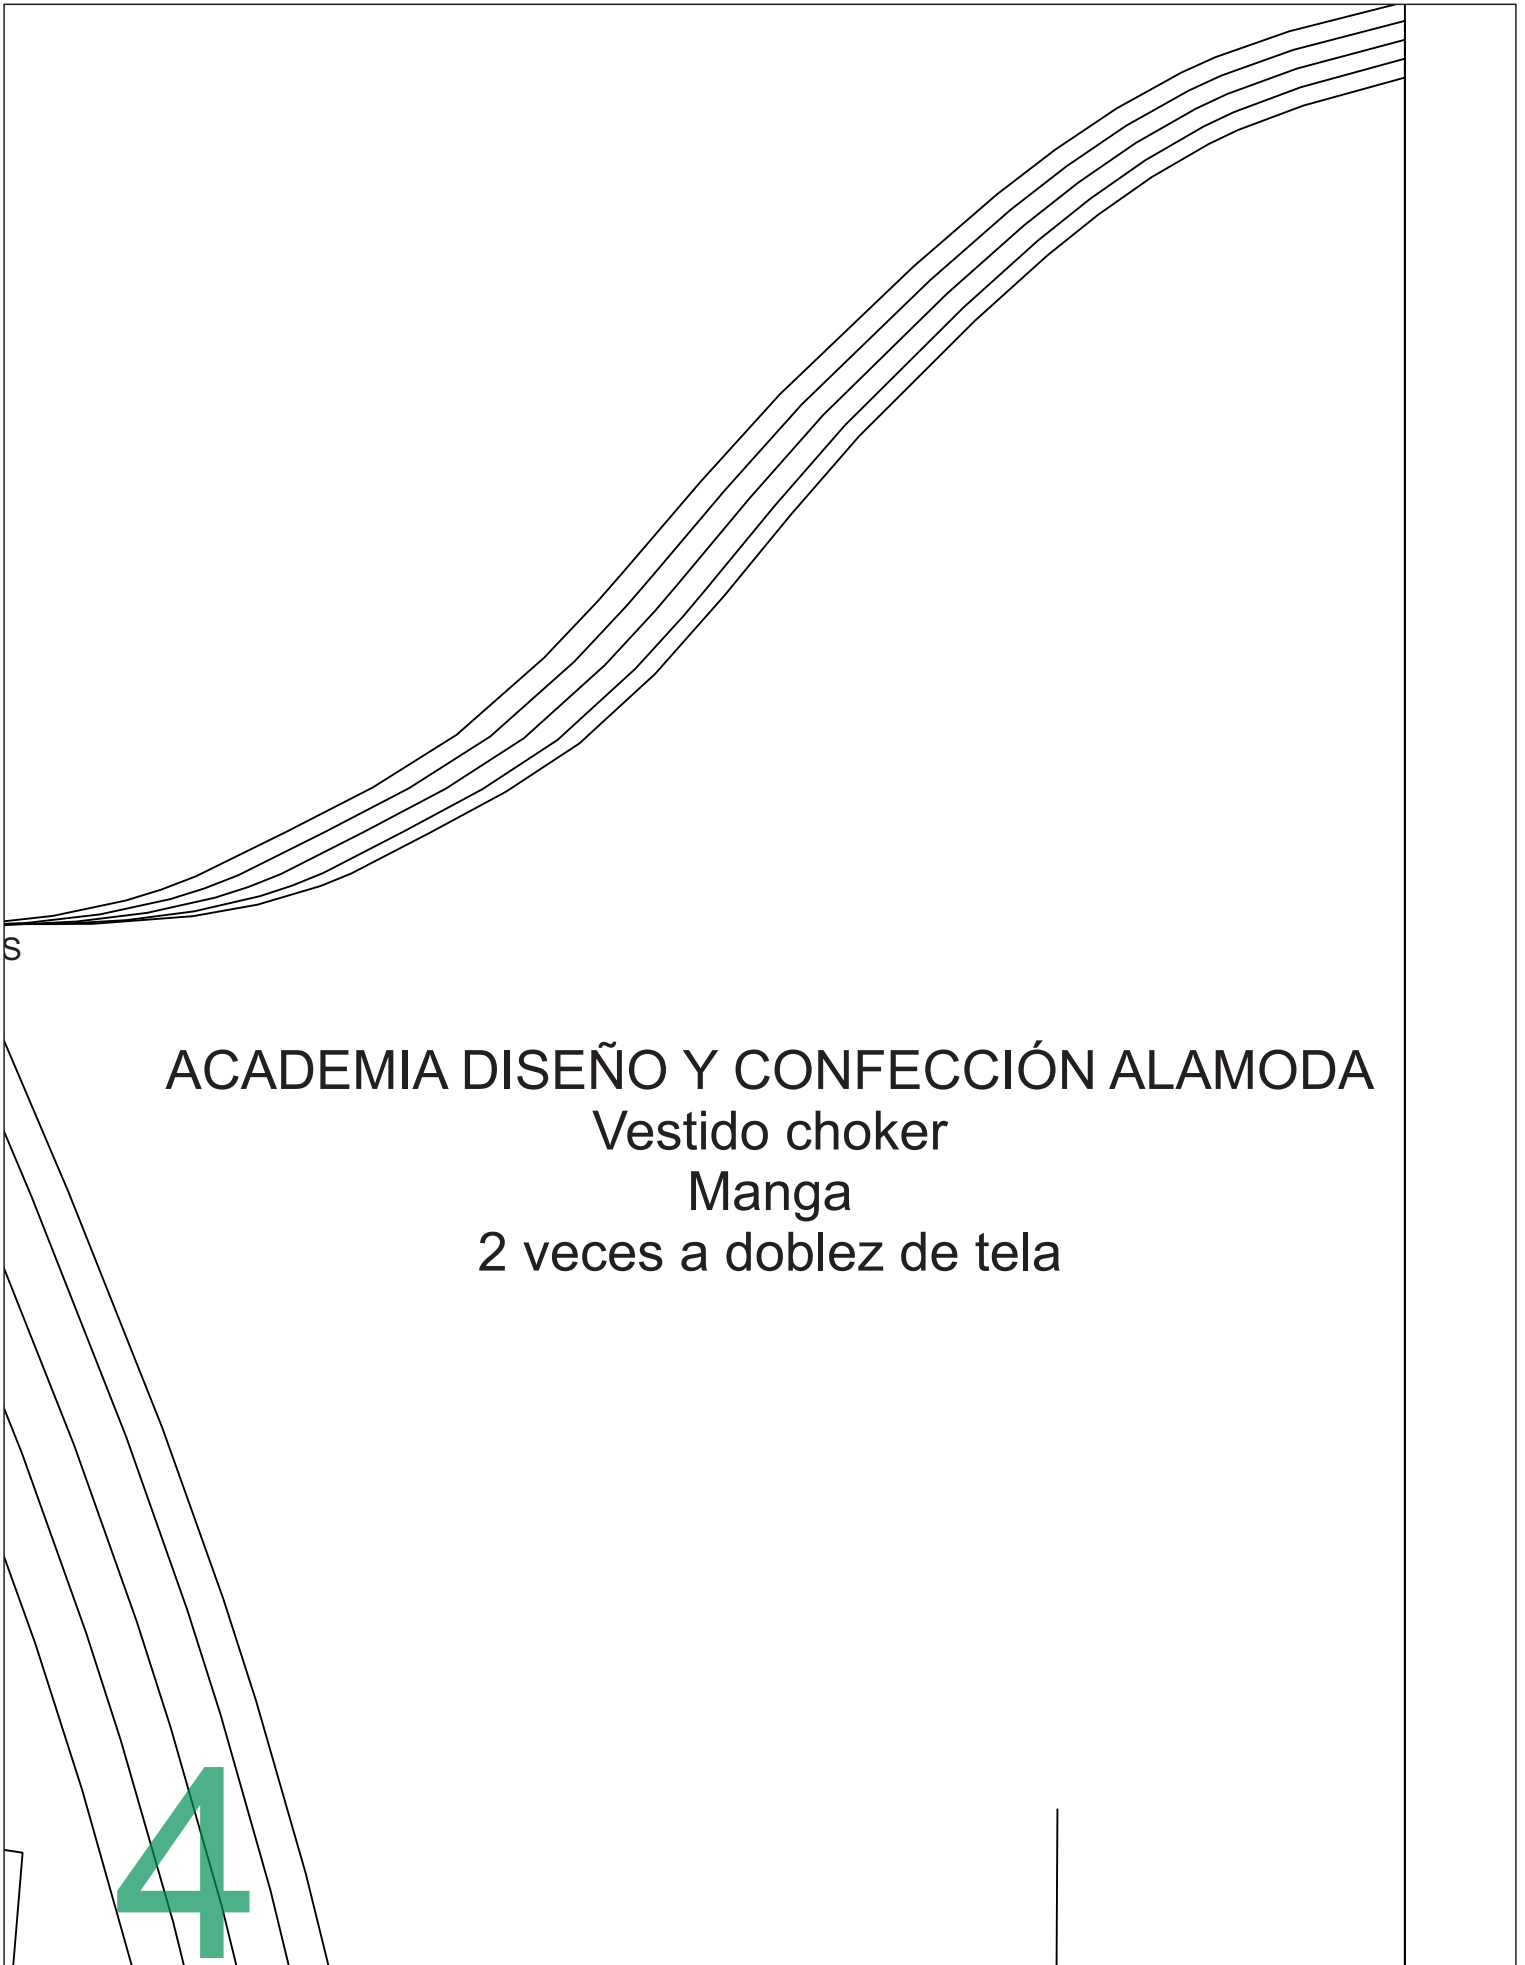 S
ACADEMIA DISEÑO Y CONFECCIÓN ALAMODA
Vestido choker
Manga
2 veces a doblez de tela
4